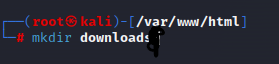 ┌──(root㉿kali)-[/var/www/html]
└─# mkdir downloads